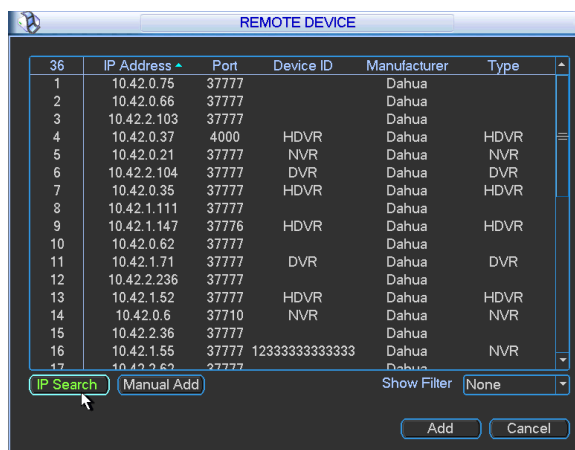 REMOTE DEVICE
36 IP Address Port Device ID Manufacturer Type
1 10.42.0.75 37777 Dahua
2 10.42.0.66 37777 Dahua
3 10.42.2.103 37777 Dahua
4 10.42.0.37 4000 HDVR Dahua HDVR
5 10.42.0.21 37777 NVR Dahua NVR
6 10.42.2.104 37777 DVR Dahua DVR
7 10.42.0.35 37777 HDVR Dahua HDVR
8 10.42.1.111 37777 Dahua
9 10.42.1.147 37776 HDVR Dahua HDVR
10 10.42.0.62 37777 Dahua
11 10.42.1.71 37777 DVR Dahua DVR
12 10.42.2.236 37777 Dahua
13 10.42.1.52 37777 HDVR Dahua HDVR
14 10.42.0.6 37710 NVR Dahua NVR
15 10.42.2.36 37777 Dahua
16 10.42.1.55 37777 12333333333333 Dahua NVR
17 10.42.2.62 37777 Dahua
IP Search Manual Add Show Filter None
Add Cancel